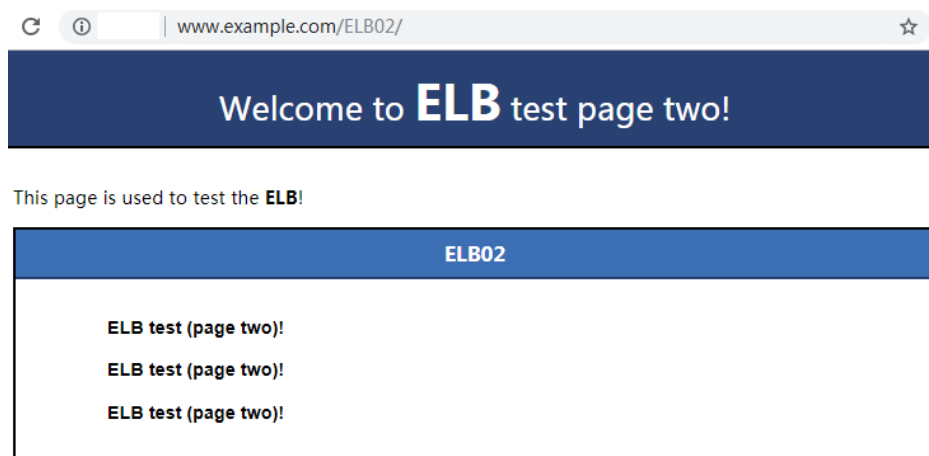 www.example.com/ELB02/
Welcome to ELB test page two!
This page is used to test the ELB!
ELB02
ELB test (page two)!
ELB test (page two)!
ELB test (page two)!